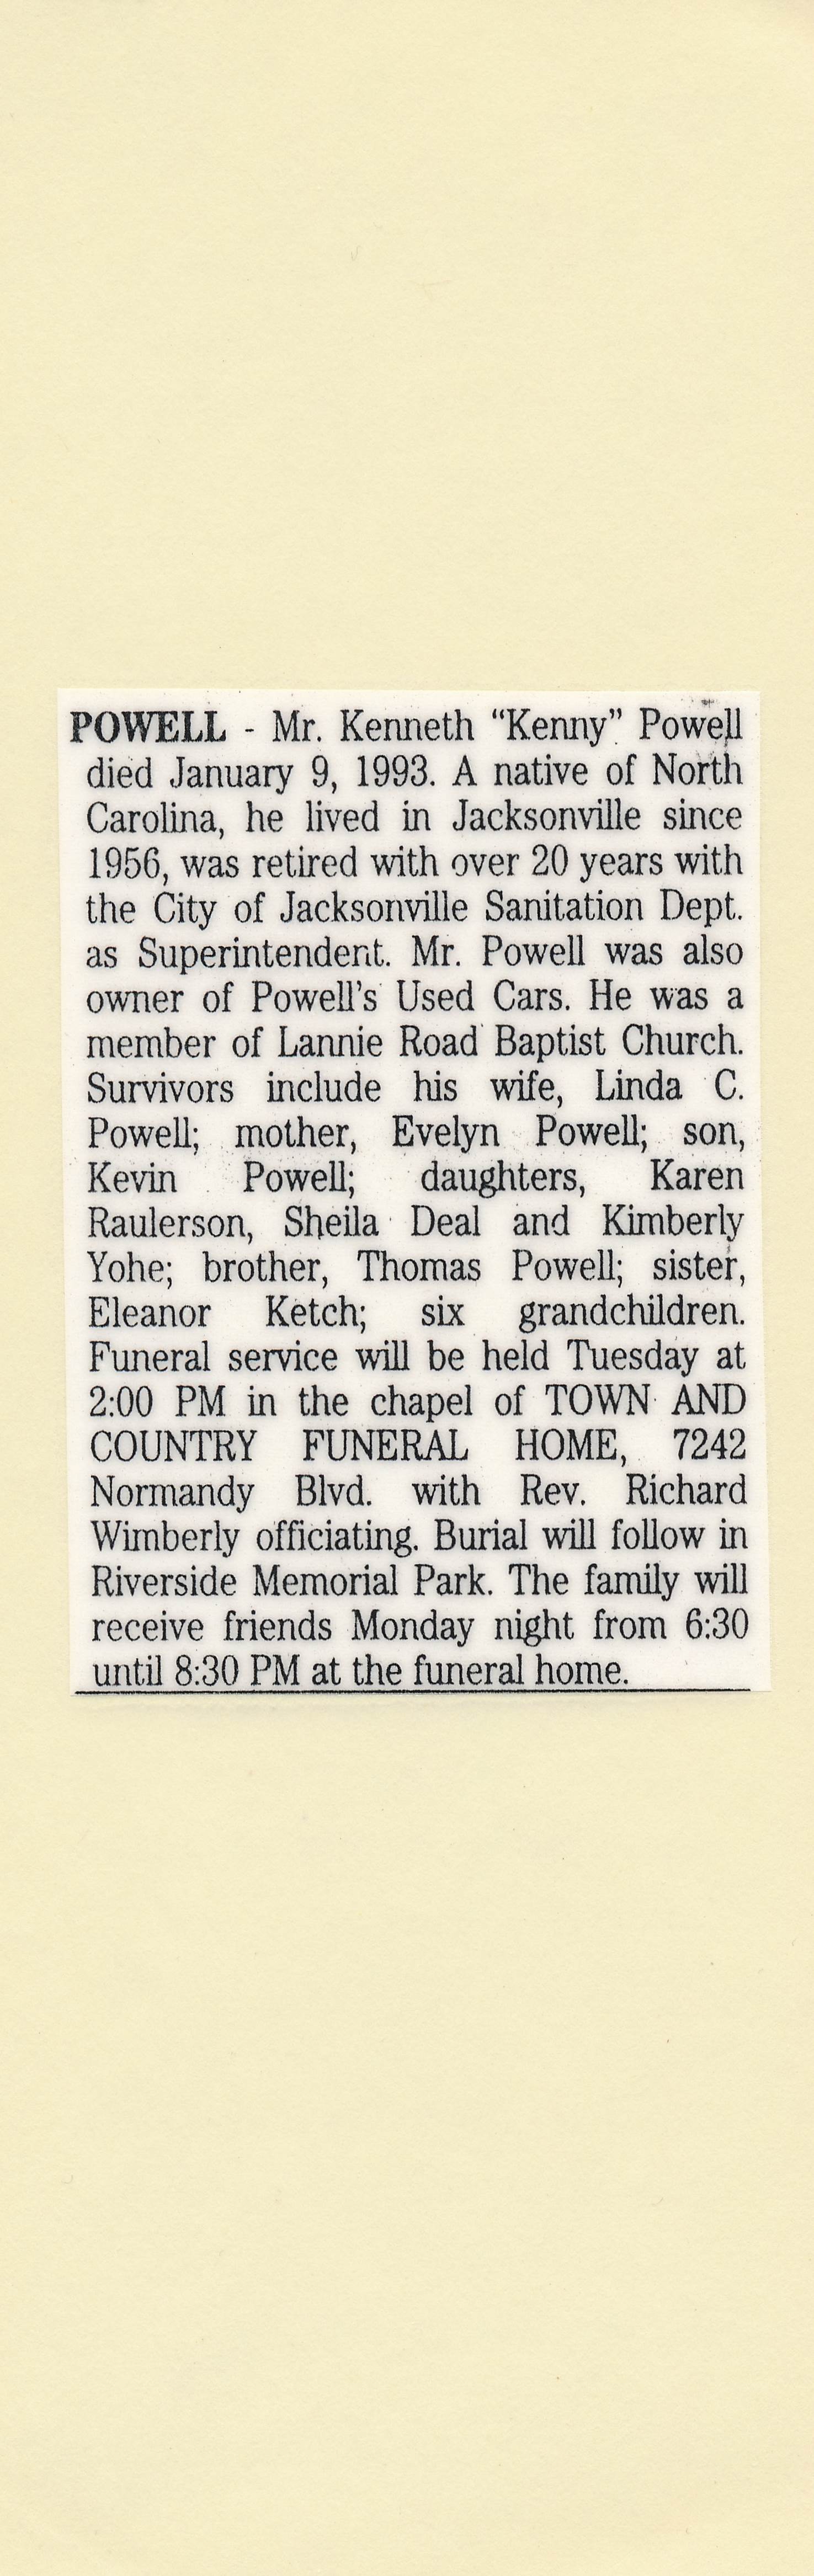 POWELL - Mr. Kenneth “Kenny” Powell
died January 9, 1993. A native of North
Carolina, he lived in Jacksonville since
1956, was retired with over 20 years with
the City of Jacksonville Sanitation Dept.
as Superintendent. Mr. Powell was also
owner of Powell's Used Cars. He was a
member of Lannie Road Baptist Church.
Survivors include his wife, Linda C.
Powell; mother, Evelyn Powell; son,
Kevin Powell; daughters, Karen
Raulerson, Sheila Deal and Kimberly
Yohe; brother, Thomas Powell; sister,
Eleanor Ketch; six grandchildren.
Funeral service will be held Tuesday at
2:00 PM in the chapel of TOWN AND
COUNTRY FUNERAL HOME, 7242
Normandy Blvd. with Rev. Richard
Wimberly officiating. Burial will follow in
Riverside Memorial Park. The family will
receive friends Monday night from 6:30
until 8:30 PM at the funeral home.